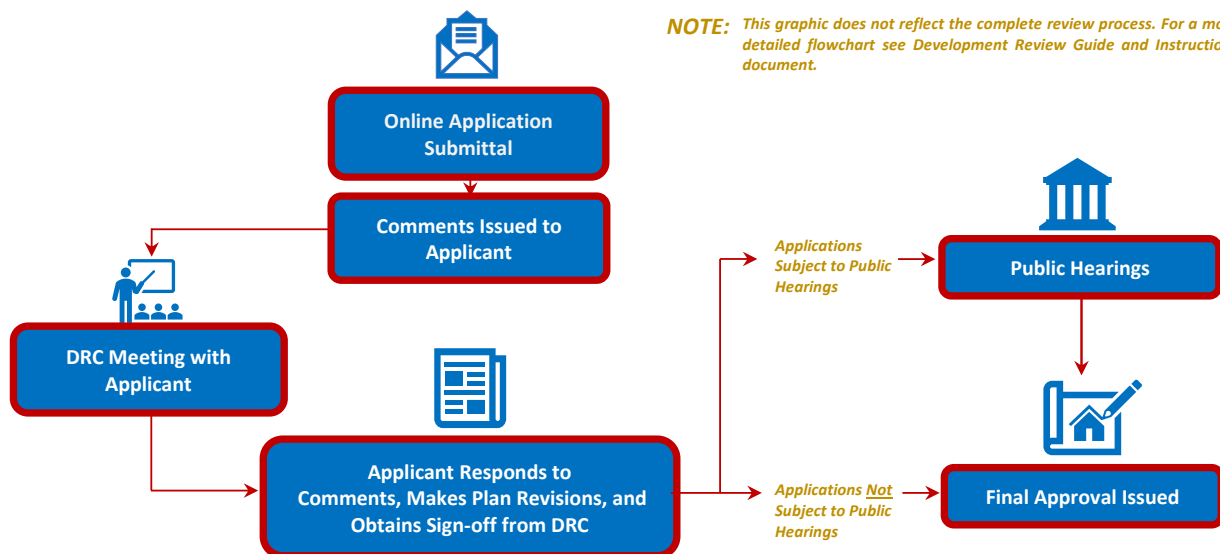 NOTE: This graphic does not reflect the complete review process. For a
detailed flowchart see Development Review Guide and
document.
Online Application
Submittal
Comments Issued to
Applicant
DRC Meeting with
Applicant
Applicant Responds to
Comments, Makes Plan Revisions, and
Obtains Sign-off from DRC
Applications
Subject to Public
Hearings
Public Hearings
Applications Not
Subject to Public
Hearings
Final Approval Issued